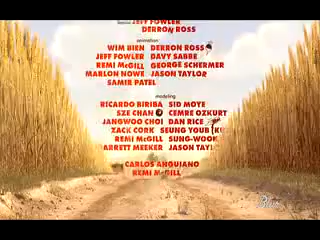 JEFF FOWLER
DERRON ROSS
animation
WIM BIEN DERRON ROSS
JEFF FOWLER DAVY SABBE
REMI McGILL GEORGE SCHERMER
MARLON NOWE JASON TAYLOR
SAMIR PATEL
modeling
RICARDO BIRIBA SID MOYE
SZE CHAN CEMRE OZKURT
JANGWOO CHOI DAN RICE
ZACK CORK SEUNG YOUB
REMI McGILL SUNG-WOOK
JASON TAYL
CARLOS ANGUIANO
REMI McGILL